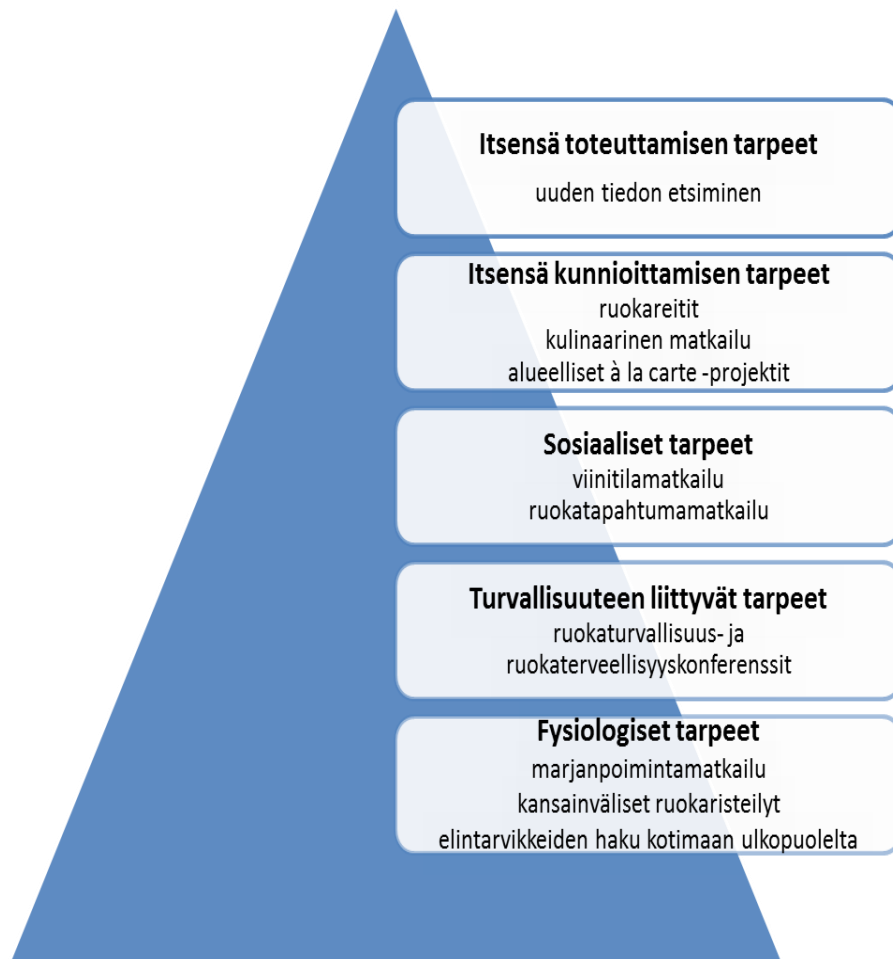 Itsensä toteuttamisen tarpeet
uuden tiedon etsiminen
Itsensä kunnioittamisen tarpeet
ruokareitit
kulinaarinen matkailu
alueelliset à la carte -projektit
Sosiaaliset tarpeet
viinitilamatkailu
ruokatapahtumamatkailu
Turvallisuuteen liittyvät tarpeet
ruokaturvallisuus- ja
ruokaterveellisyyskonferenssit
Fysiologiset tarpeet
marjanpoimintamatkailu
kansainväliset ruokaristeilyt
elintarvikkeiden haku kotimaan ulkopuolelta